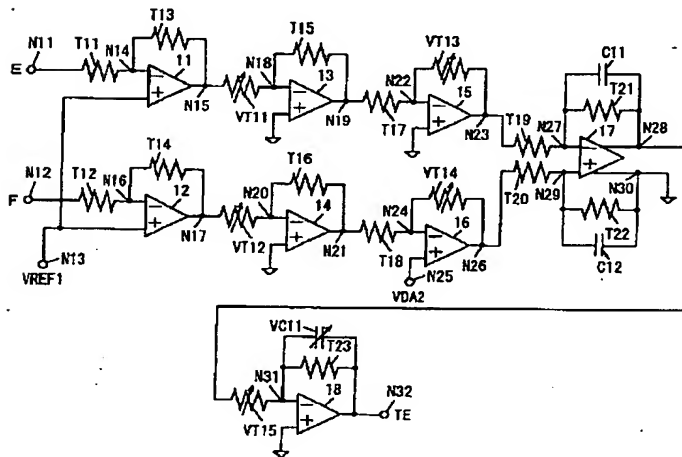 T13
T15
VT13
C11
N11
T11
N14
N18
N22
T21
E
11
13
15
T19
N27
17
N28
N15
VT11
N19
T17
N23
T14
T16
VT14
N12
T12
N16
N20
N24
T20
N29
N30
F
12
14
16
T22
N17
VT12
N21
T18
N25
N26
C12
N13
VREF1
VDA2
VC11
T23
N31
18
N32
TE
VT15